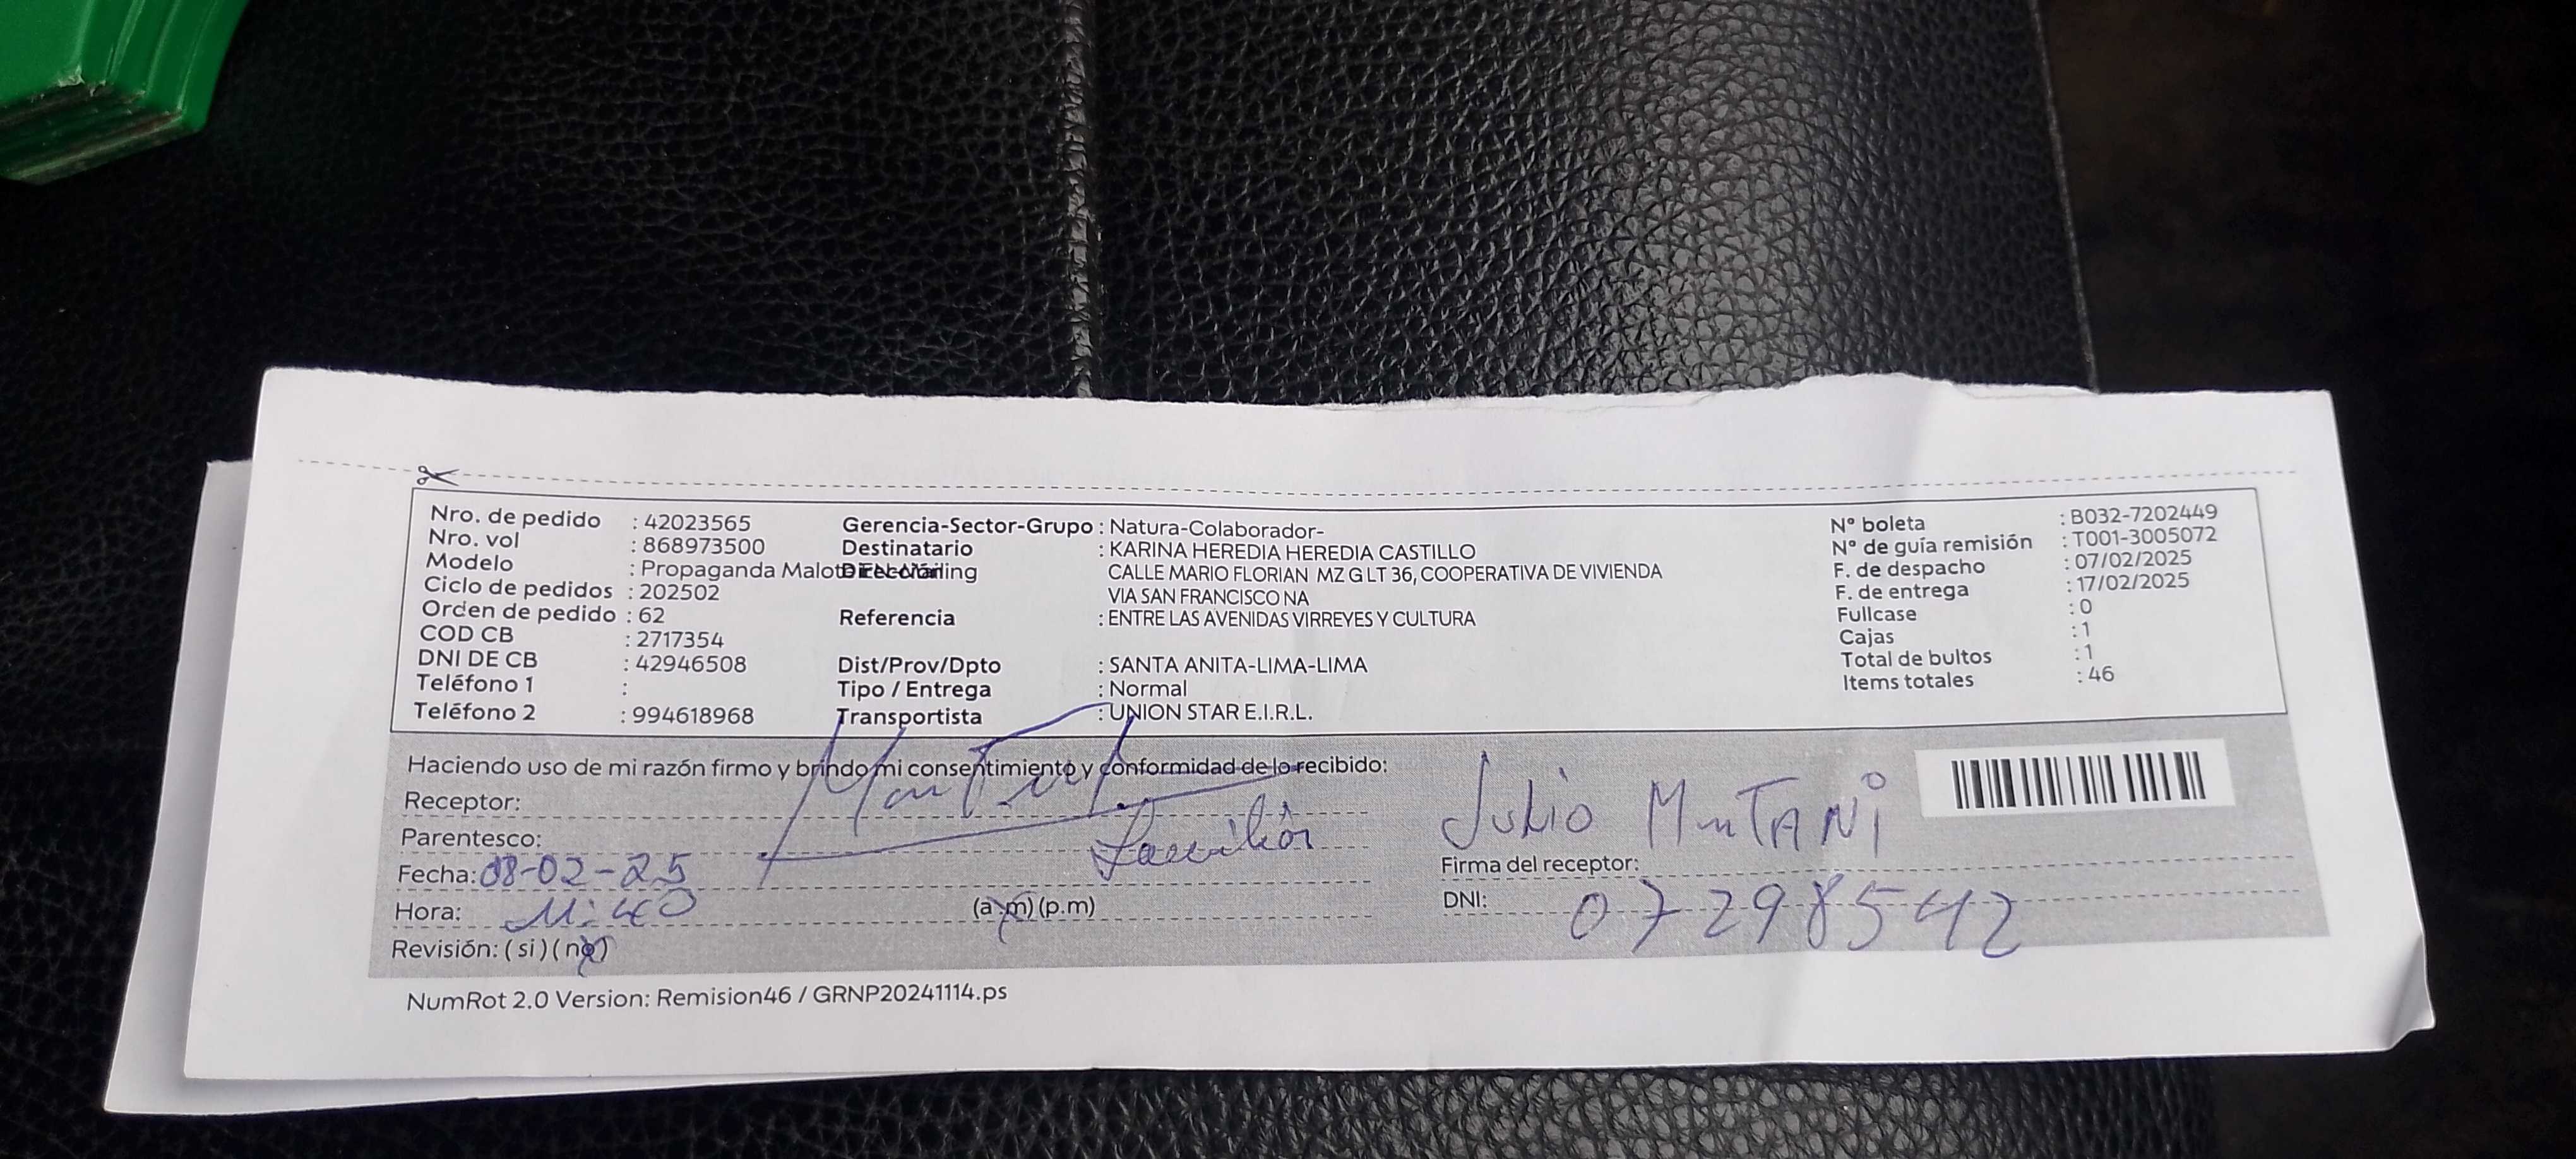 Nro. de pedido : 42023565
Nro. vol : 868973500
Modelo : Propaganda Malote EN-Mailing
Ciclo de pedidos : 202502
Orden de pedido : 62
COD CB : 2717354
DNI DE CB : 42946508
Teléfono 1 :
Teléfono 2 : 994618968
Gerencia-Sector-Grupo : Natura-Colaborador-
Destinatario : KARINA HEREDIA HEREDIA CASTILLO
Dirección CALLE MARIO FLORIAN MZ G LT 36, COOPERATIVA DE VIVIENDA
VIA SAN FRANCISCO NA
Referencia : ENTRE LAS AVENIDAS VIRREYES Y CULTURA
Dist/Prov/Dpto : SANTA ANITA-LIMA-LIMA
Tipo / Entrega : Normal
Transportista : UNION STAR E.I.R.L.
N° boleta : B032-7202449
N° de guía remisión : T001-3005072
F. de despacho : 07/02/2025
F. de entrega : 17/02/2025
Fullcase : 0
Cajas : 1
Total de bultos : 1
Items totales : 46
Haciendo uso de mi razón firmo y brindo mi consentimiento y conformidad de lo recibido:
Receptor:
Parentesco: Familiar
Fecha: 08-02-25
Hora: 11:40 (a.m) (p.m)
Revisión: (si) (no)
Julio
Firma del receptor:
DNI: 07298542
NumRot 2.0 Version: Remision46 / GRNP20241114.ps